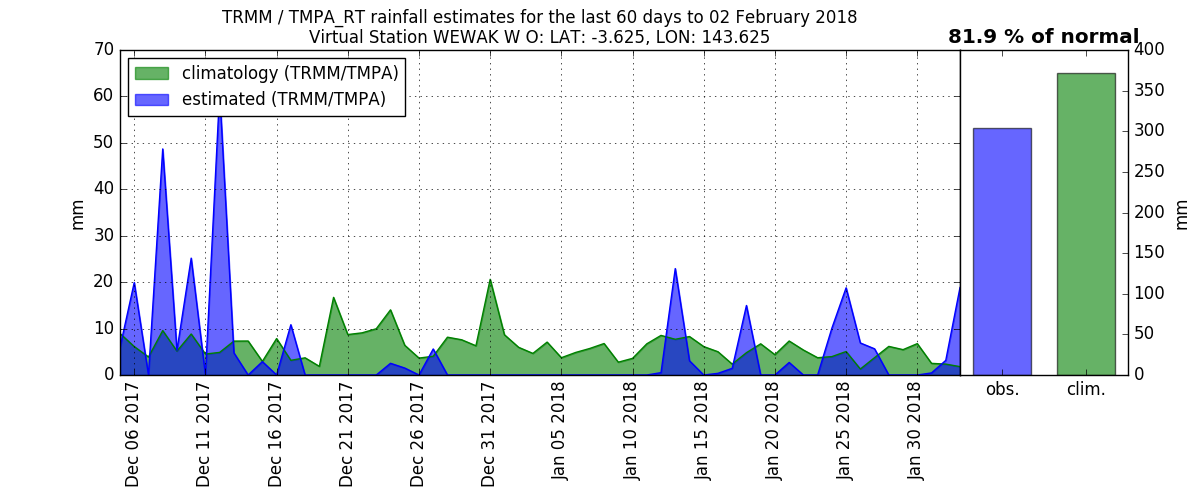 TRMM / TMPA_RT rainfall estimates for the last 60 days to 02 February 2018
Virtual Station WEWAK W O: LAT: -3.625, LON: 143.625
81.9 % of normal
climatology (TRMM/TMPA)
estimated (TRMM/TMPA)
70
60
50
40
30
20
10
0
mm
400
350
300
250
200
150
100
50
0
mm
Dec 06 2017
Dec 11 2017
Dec 16 2017
Dec 21 2017
Dec 26 2017
Dec 31 2017
Jan 05 2018
Jan 10 2018
Jan 15 2018
Jan 20 2018
Jan 25 2018
Jan 30 2018
obs.
clim.